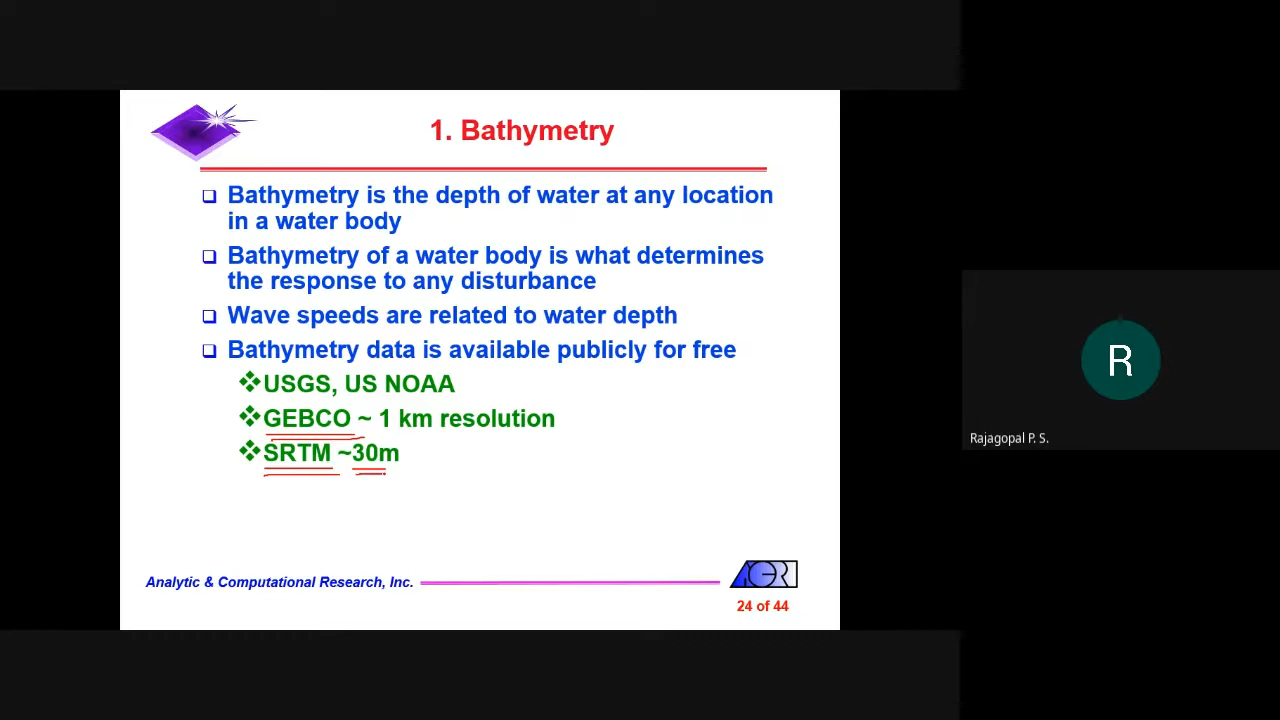 1. Bathymetry
❑ Bathymetry is the depth of water at any location
in a water body
❑ Bathymetry of a water body is what determines
the response to any disturbance
❑ Wave speeds are related to water depth
❑ Bathymetry data is available publicly for free
❖USGS, US NOAA
❖GEBCO ~ 1 km resolution
❖SRTM ~30m
R
Rajagopal P. S.
Analytic & Computational Research, Inc.
ACRI
24 of 44